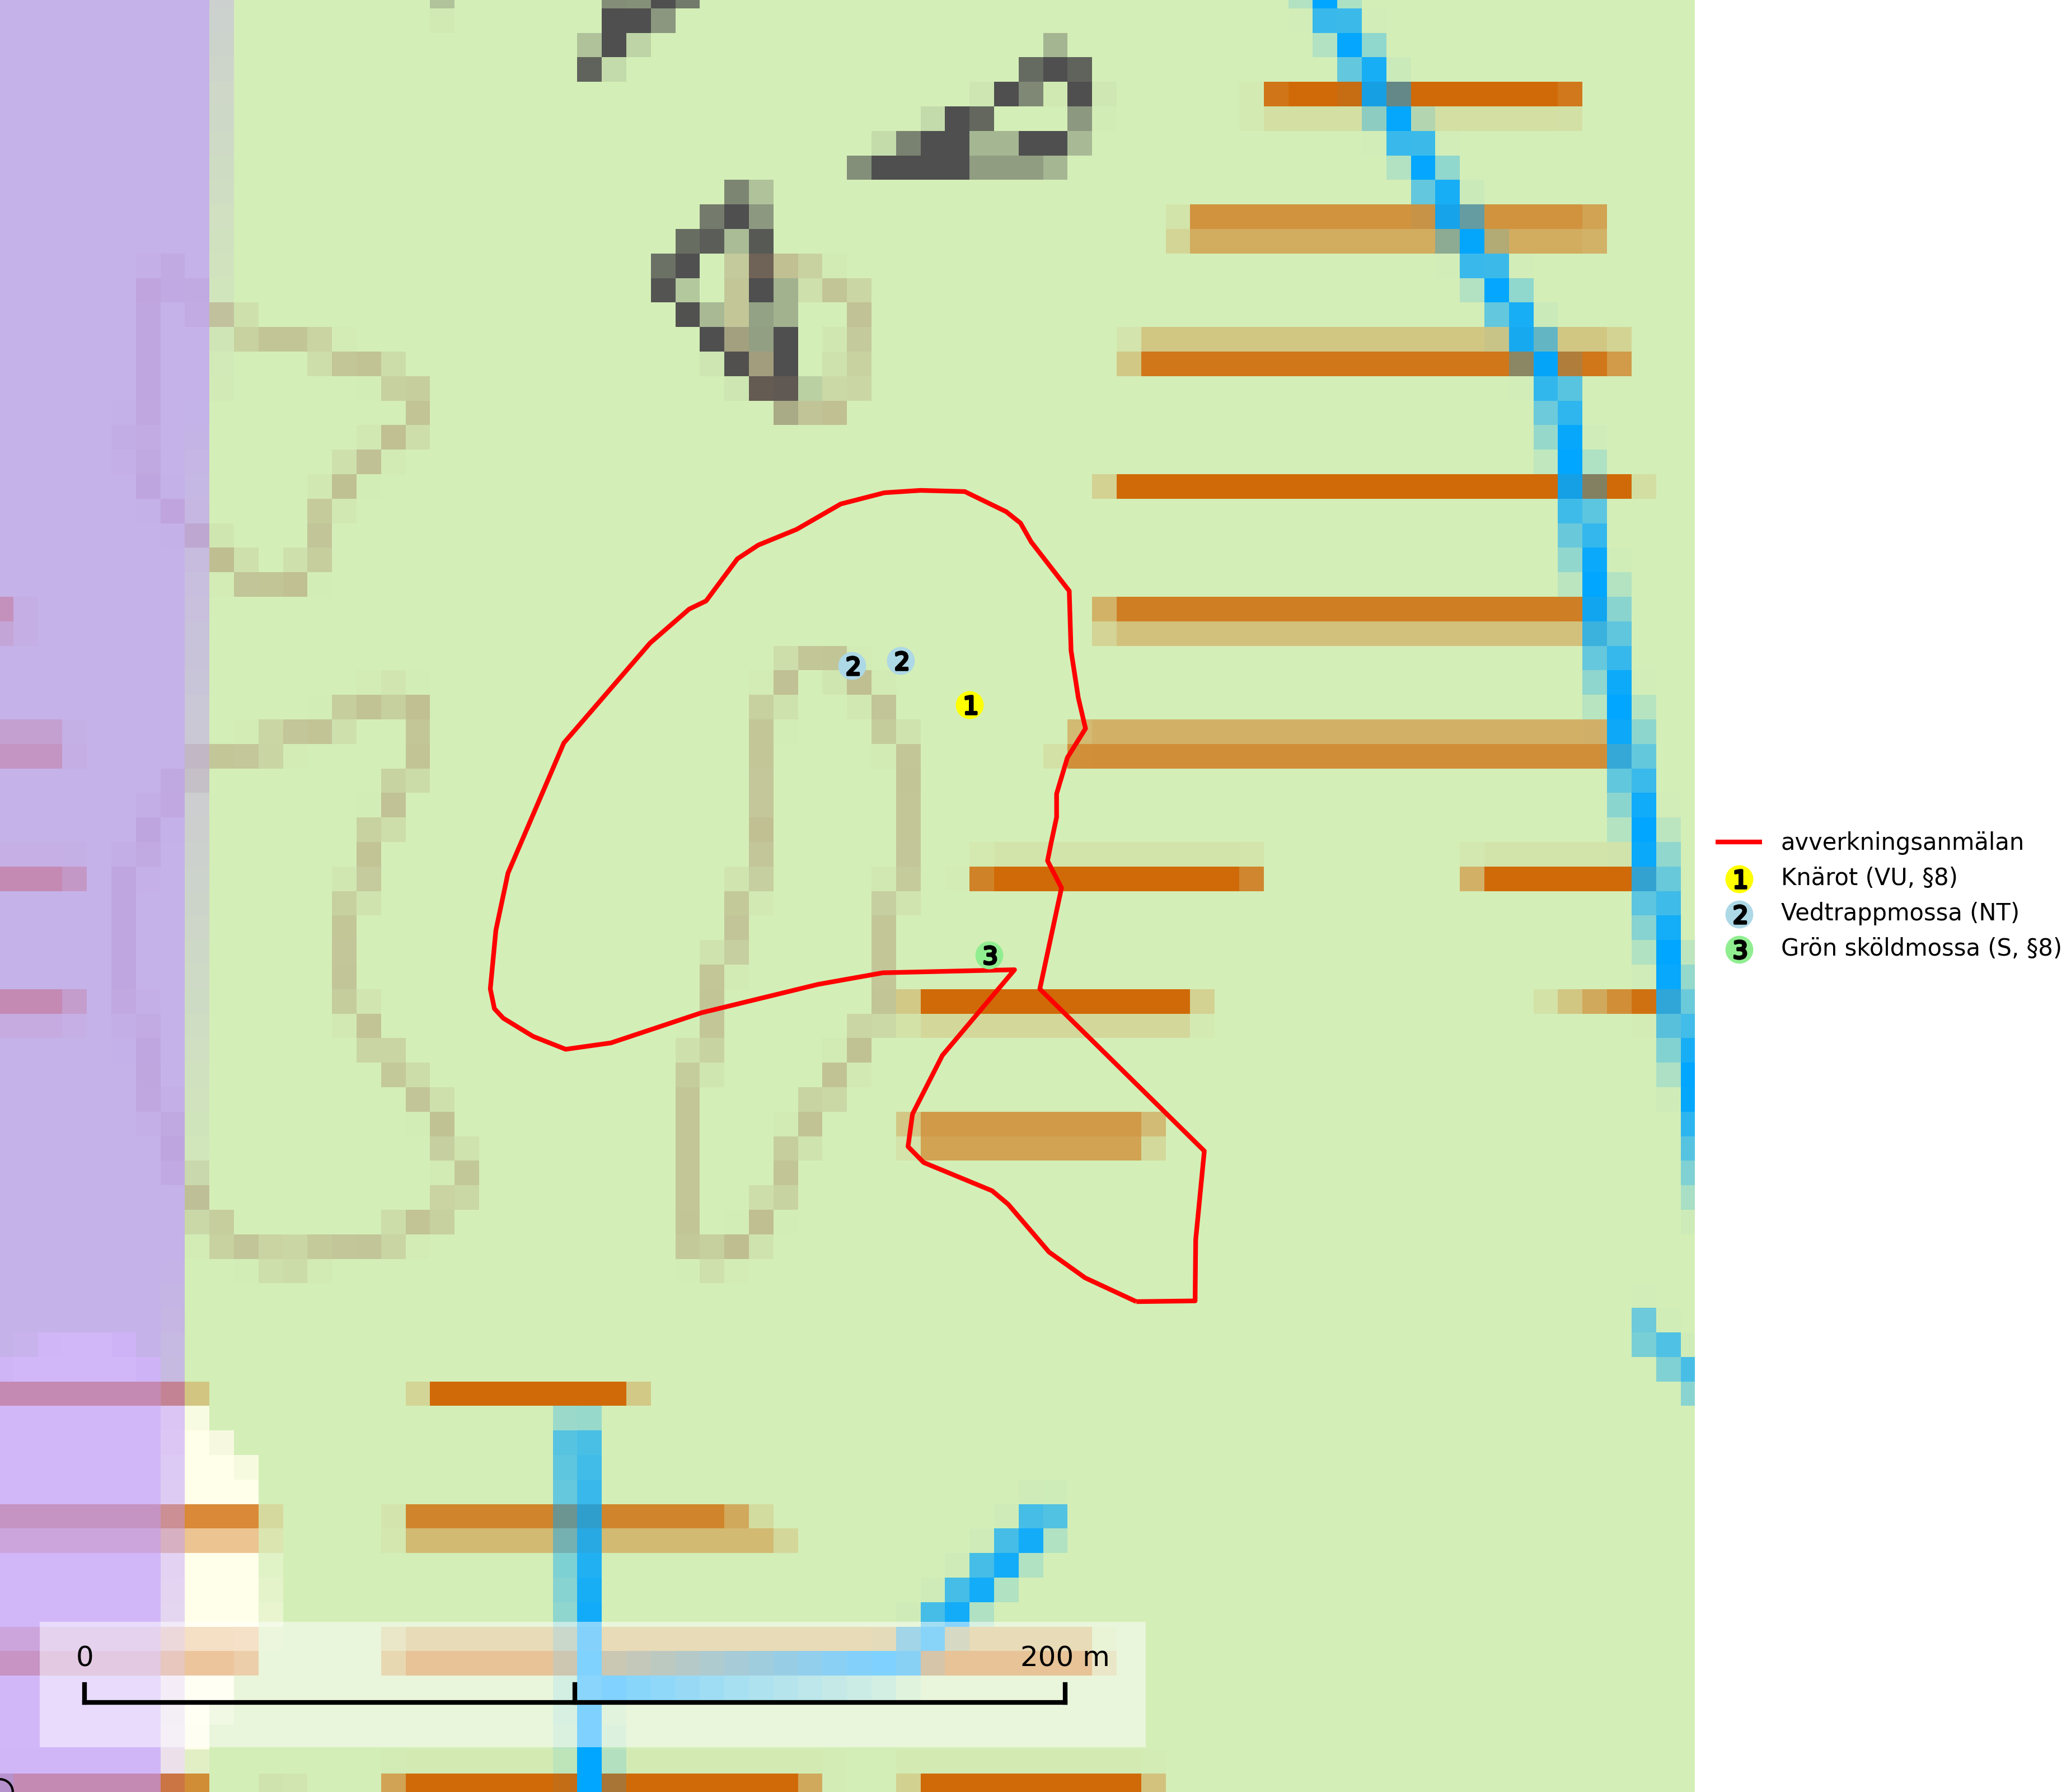 2
2
1
3
avverkningsanmälan
1 Knärot (VU, §8)
2 Vedtrappmossa (NT)
3 Grön sköldmossa (S, §8)
0
200 m